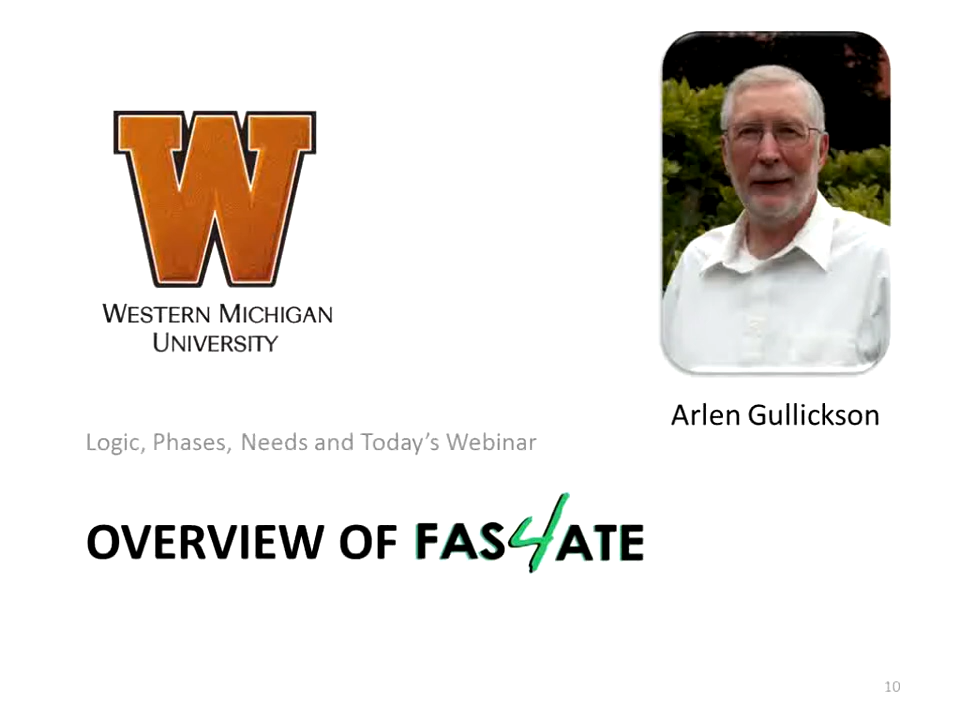 W
WESTERN MICHIGAN
UNIVERSITY
Arlen Gullickson
Logic, Phases, Needs and Today's Webinar
OVERVIEW OF FAS4ATE
10